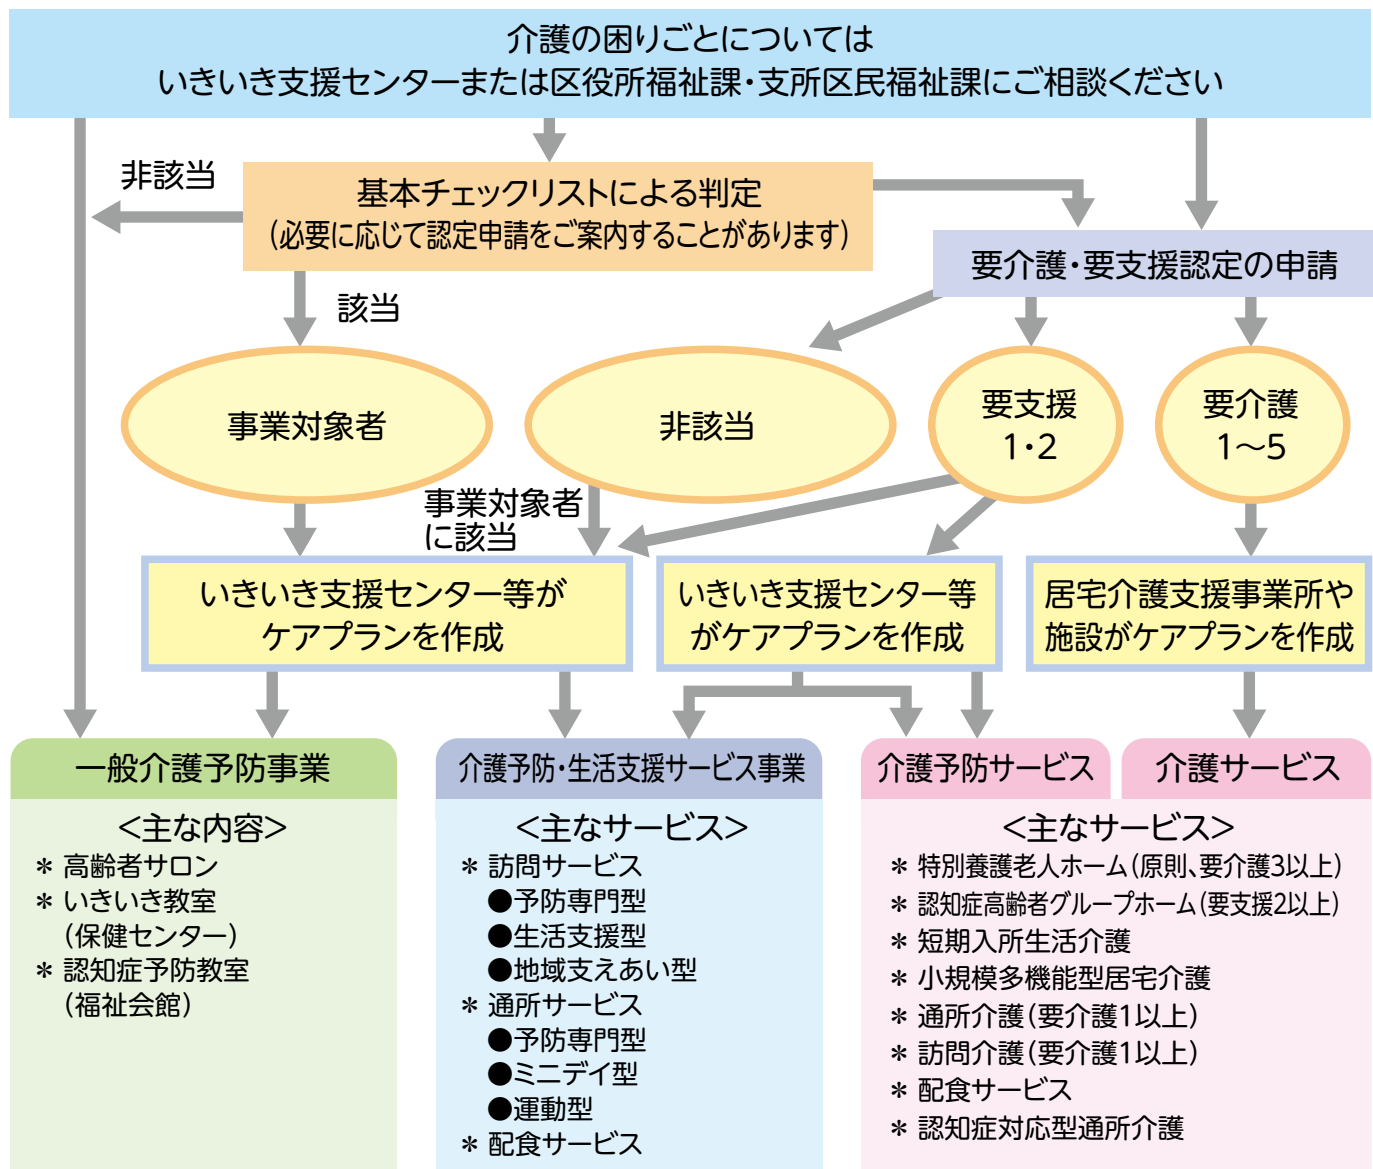 介護の困りごとについては
いきいき支援センターまたは区役所福祉課・支所区民福祉課にご相談ください
非該当
基本チェックリストによる判定
(必要に応じて認定申請をご案内することがあります)
要介護・要支援認定の申請
該当
事業対象者
非該当
要支援
1・2
要介護
1〜5
事業対象者
に該当
いきいき支援センター等が
ケアプランを作成
いきいき支援センター等
がケアプランを作成
居宅介護支援事業所や
施設がケアプランを作成
一般介護予防事業
<主な内容>
＊ 高齢者サロン
＊ いきいき教室
(保健センター)
＊ 認知症予防教室
(福祉会館)
介護予防・生活支援サービス事業
<主なサービス>
＊ 訪問サービス
●予防専門型
●生活支援型
●地域支えあい型
＊ 通所サービス
●予防専門型
●ミニデイ型
●運動型
＊ 配食サービス
介護予防サービス
介護サービス
<主なサービス>
＊ 特別養護老人ホーム(原則、要介護3以上)
＊ 認知症高齢者グループホーム(要支援2以上)
＊ 短期入所生活介護
＊ 小規模多機能型居宅介護
＊ 通所介護(要介護1以上)
＊ 訪問介護(要介護1以上)
＊ 配食サービス
＊ 認知症対応型通所介護